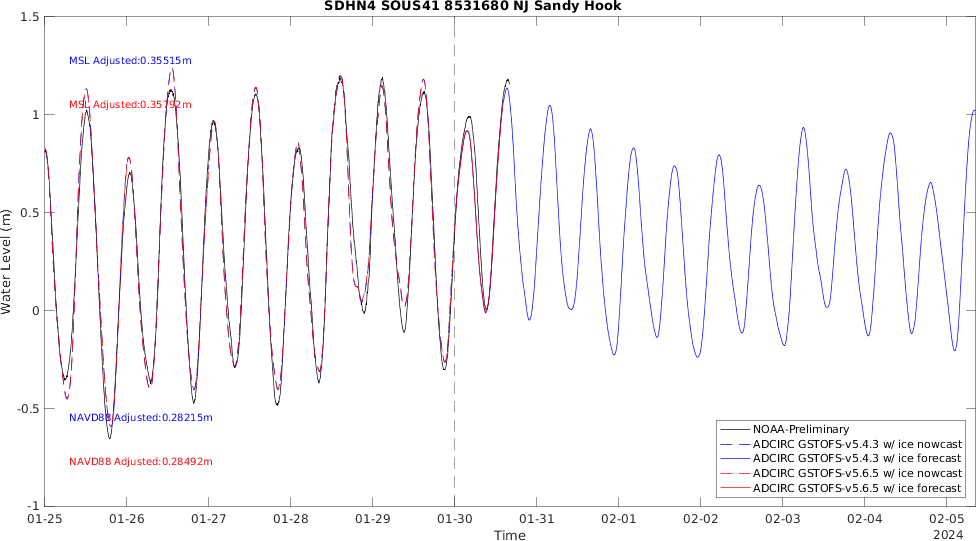 SDHN4 SOUS41 8531680 NJ Sandy Hook
1.5
1
0.5
0
-0.5
-1
Water Level (m)
MSL Adjusted:0.35515m
MSL Adjusted:0.35792m
NAVD88 Adjusted:0.28215m
NAVD88 Adjusted:0.28492m
NOAA-Preliminary
ADCIRC GSTOFS-v5.4.3 w/ ice nowcast
ADCIRC GSTOFS-v5.4.3 w/ ice forecast
ADCIRC GSTOFS-v5.6.5 w/ ice nowcast
ADCIRC GSTOFS-v5.6.5 w/ ice forecast
01-25 01-26 01-27 01-28 01-29 01-30 01-31 02-01 02-02 02-03 02-04 02-05
Time
2024